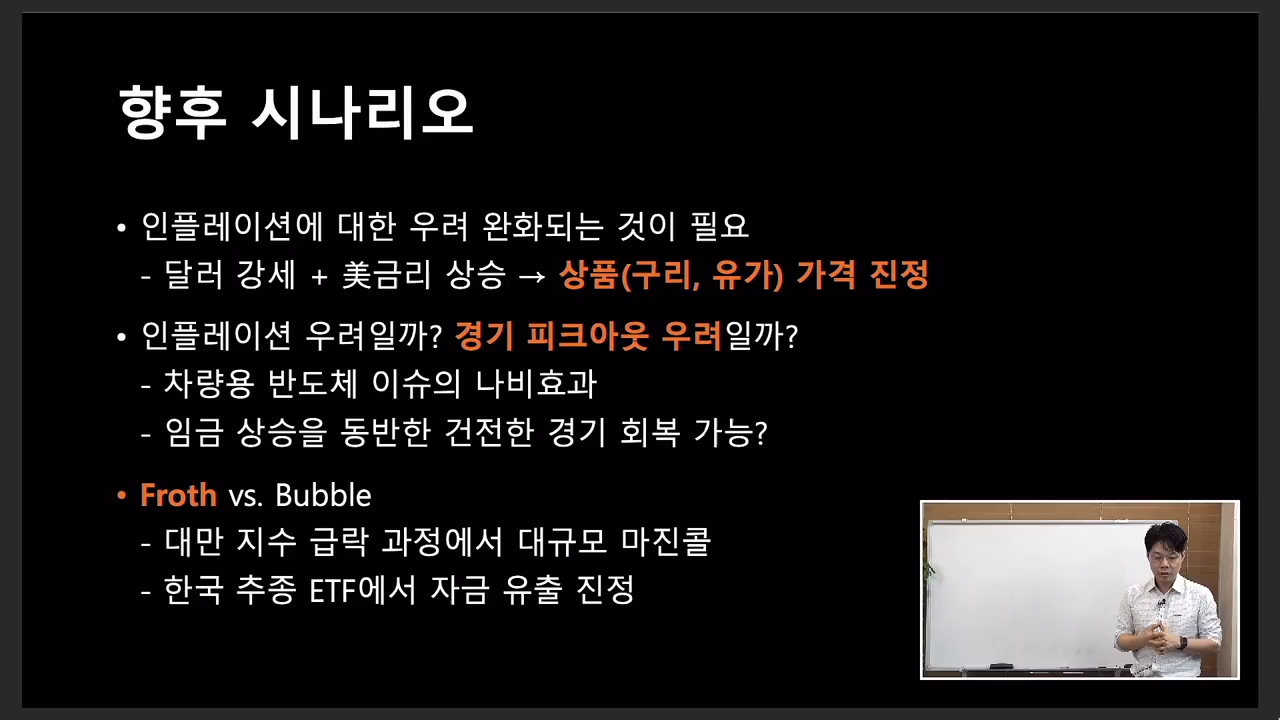 향후 시나리오
• 인플레이션에 대한 우려 완화되는 것이 필요
- 달러 강세 + 美금리 상승 → 상품(구리, 유가) 가격 진정
• 인플레이션 우려일까? 경기 피크아웃 우려일까?
- 차량용 반도체 이슈의 나비효과
- 임금 상승을 동반한 건전한 경기 회복 가능?
• Froth vs. Bubble
- 대만 지수 급락 과정에서 대규모 마진콜
- 한국 추종 ETF에서 자금 유출 진정